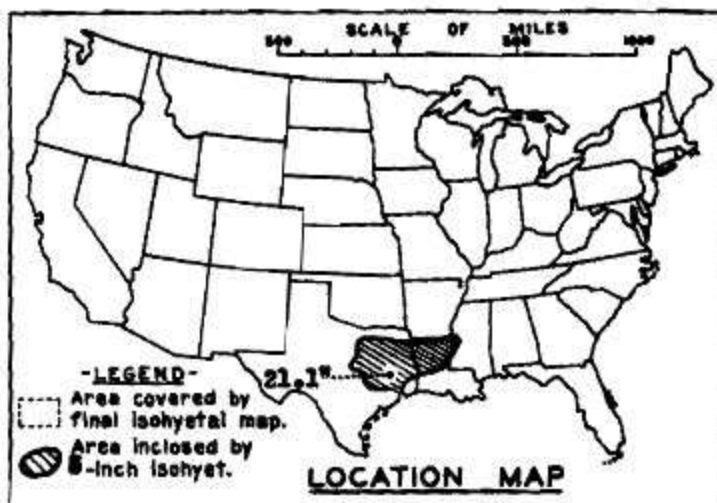 SCALE OF MILES
500 0 500 1000
21.1"
-LEGEND-
Area covered by
final isohyetal map.
Area inclosed by
5-inch isohyet.
LOCATION MAP